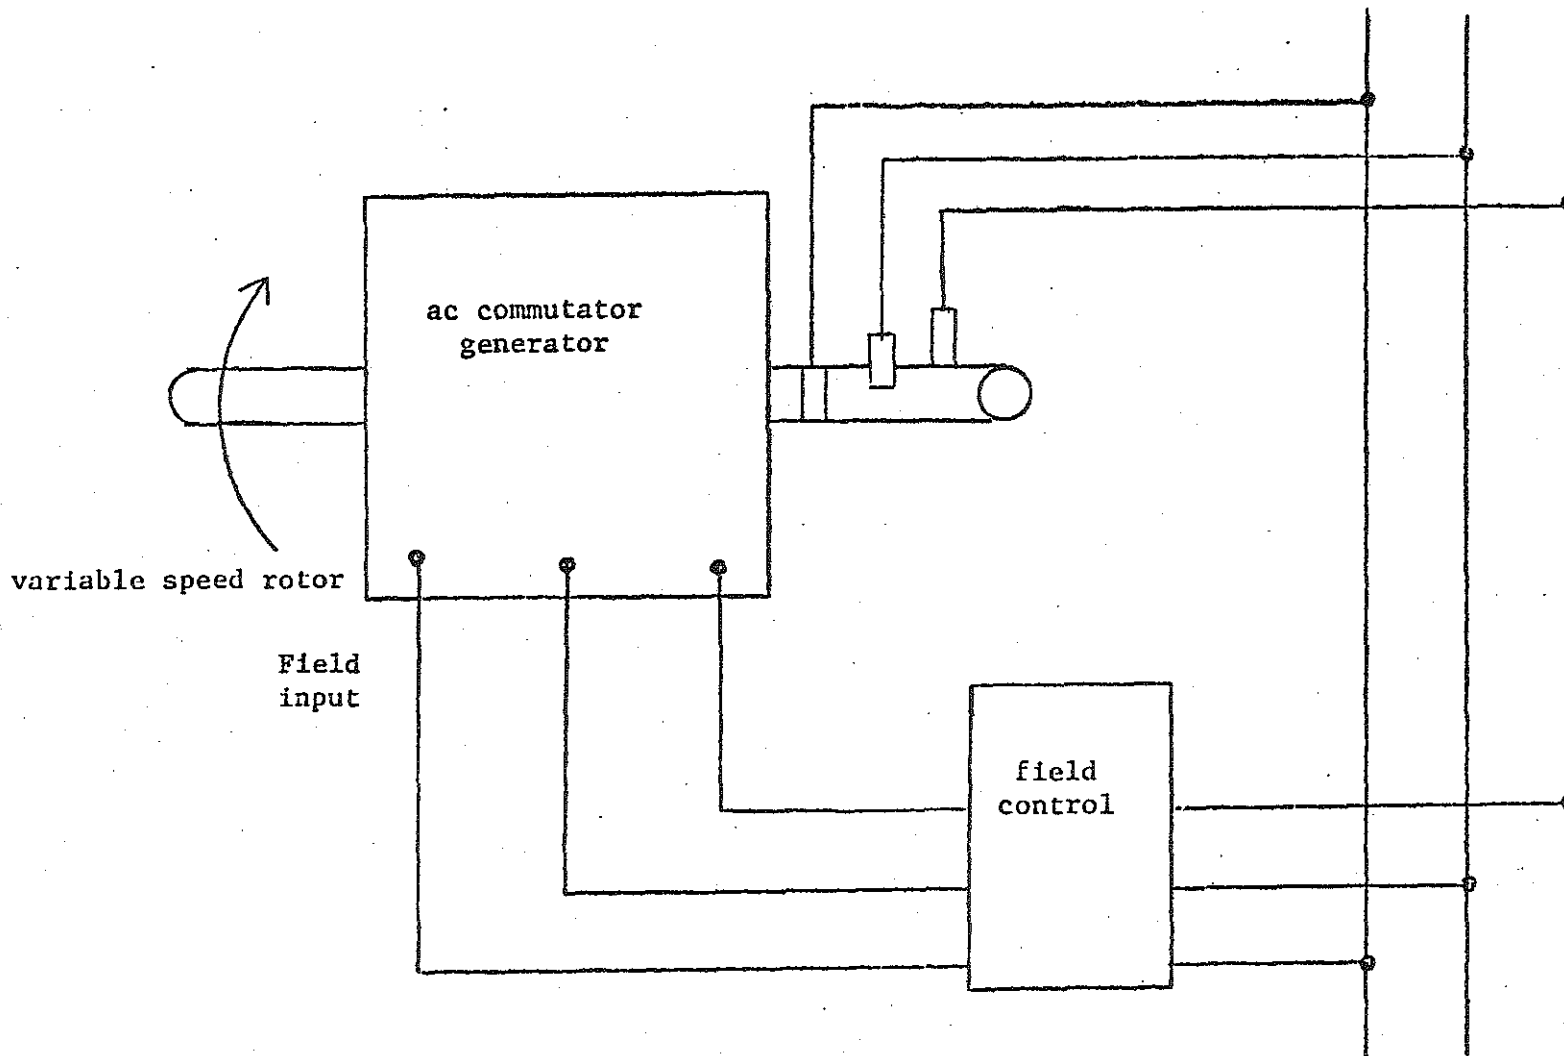 ac commutator
generator
variable speed rotor
Field
input
field
control